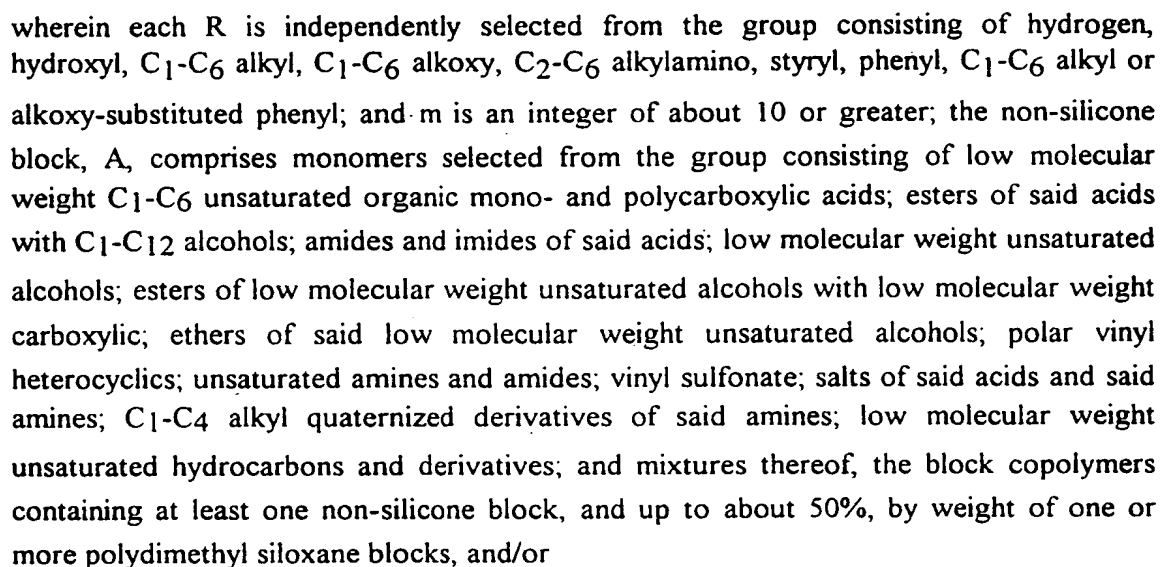 wherein each R is independently selected from the group consisting of hydrogen,
hydroxyl, C1-C6 alkyl, C1-C6 alkoxy, C2-C6 alkylamino, styryl, phenyl, C1-C6 alkyl or
alkoxy-substituted phenyl; and m is an integer of about 10 or greater; the non-silicone
block, A, comprises monomers selected from the group consisting of low molecular
weight C1-C6 unsaturated organic mono- and polycarboxylic acids; esters of said acids
with C1-C12 alcohols; amides and imides of said acids; low molecular weight unsaturated
alcohols; esters of low molecular weight unsaturated alcohols with low molecular weight
carboxylic; ethers of said low molecular weight unsaturated alcohols; polar vinyl
heterocyclics; unsaturated amines and amides; vinyl sulfonate; salts of said acids and said
amines; C1-C4 alkyl quaternized derivatives of said amines; low molecular weight
unsaturated hydrocarbons and derivatives; and mixtures thereof, the block copolymers
containing at least one non-silicone block, and up to about 50%, by weight of one or
more polydimethyl siloxane blocks, and/or